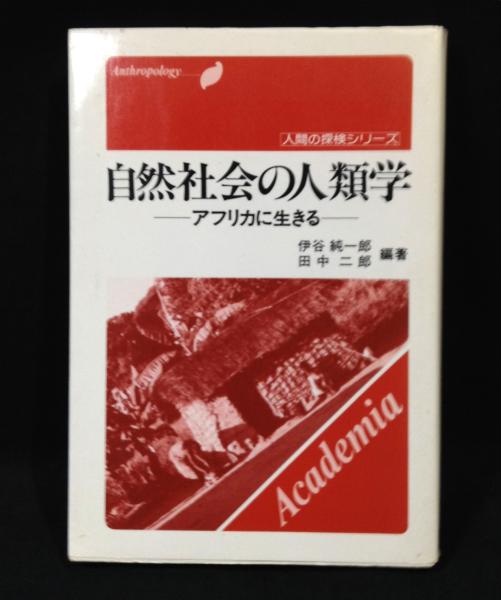 Anthropology
人間の探検シリーズ
自然社会の人類学
——アフリカに生きる——
伊谷 純一郎
田中 二郎
編著
Academia